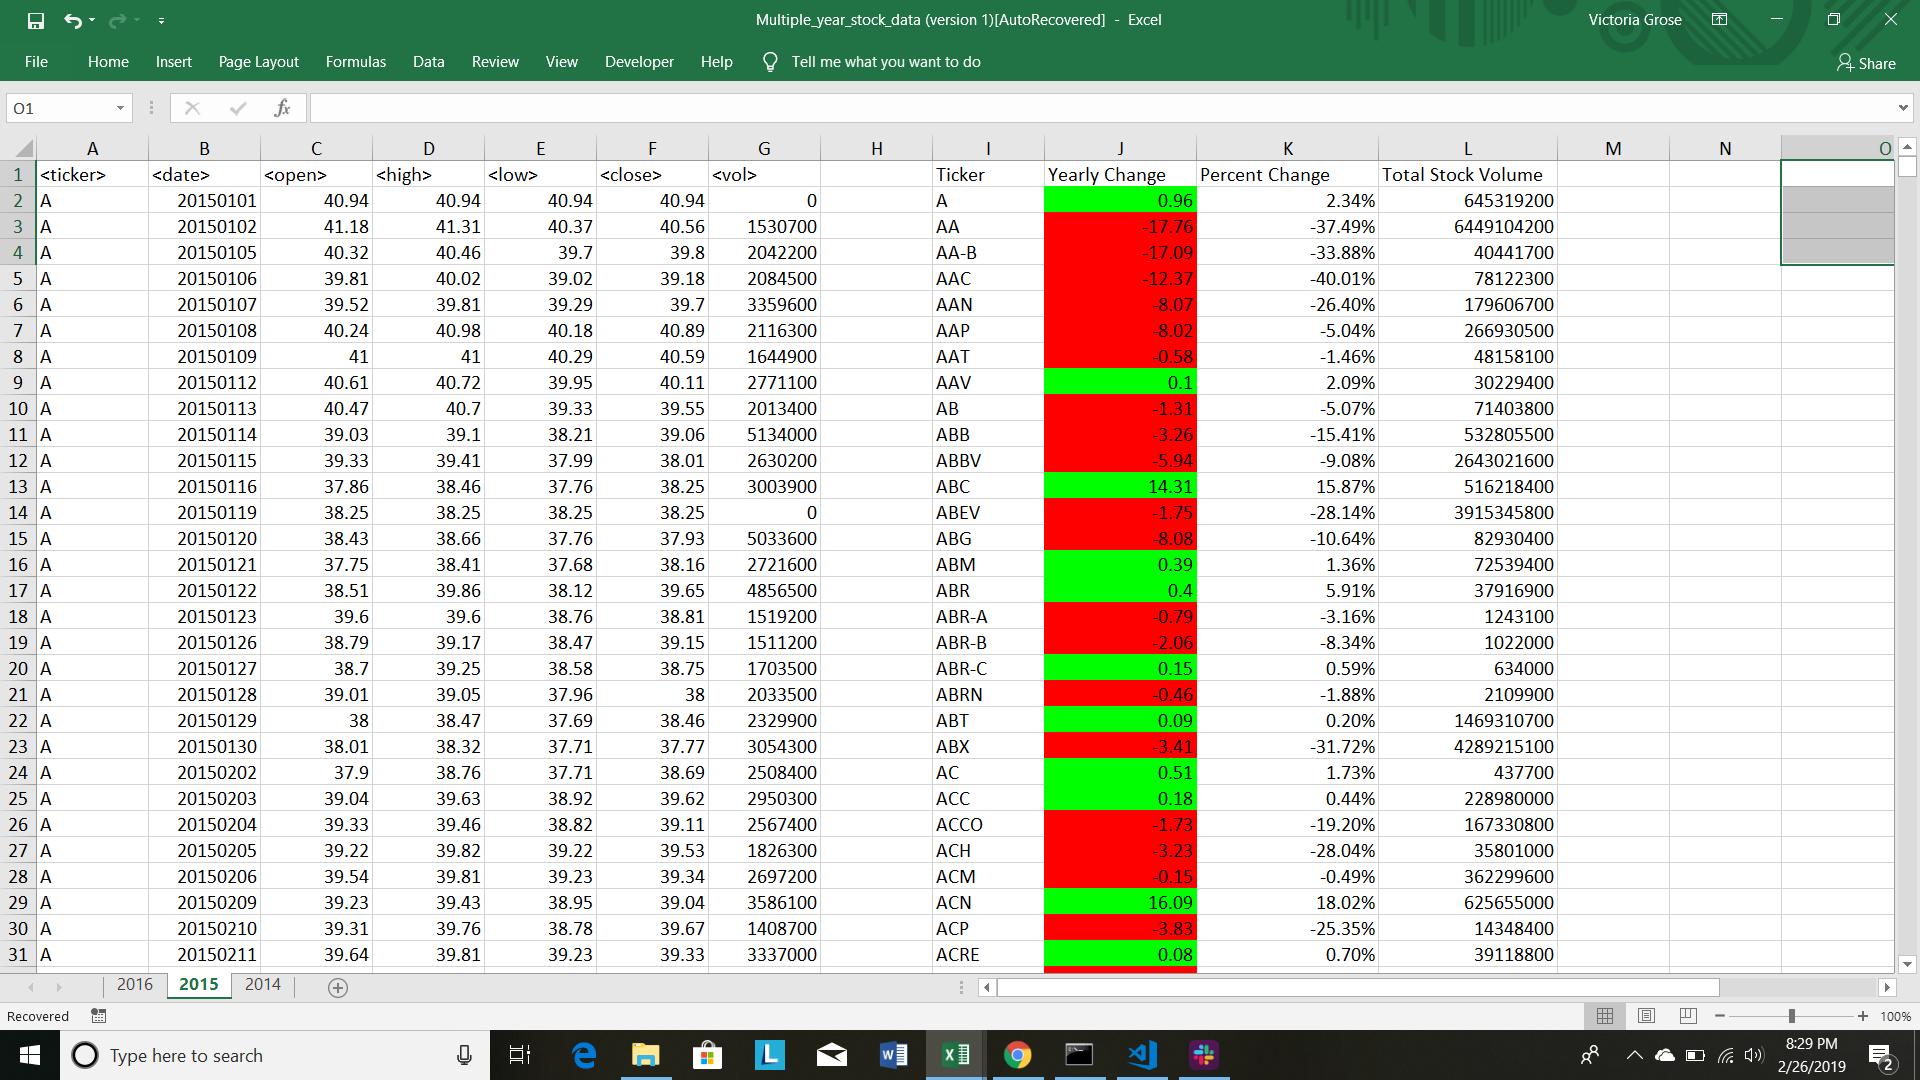 Multiple_year_stock_data (version 1)[AutoRecovered] - Excel
Victoria Grose
File Home Insert Page Layout Formulas Data Review View Developer Help Tell me what you want to do
Share
O1 fx
A B C D E F G H I J K L M N O
1 <ticker> <date> <open> <high> <low> <close> <vol> Ticker Yearly Change Percent Change Total Stock Volume
2 A 20150101 40.94 40.94 40.94 40.94 0 A 0.96 2.34% 645319200
3 A 20150102 41.18 41.31 40.37 40.56 1530700 AA -17.76 -37.49% 6449104200
4 A 20150105 40.32 40.46 39.7 39.8 2042200 AA-B -17.09 -33.88% 40441700
5 A 20150106 39.81 40.02 39.02 39.18 2084500 AAC -12.37 -40.01% 78122300
6 A 20150107 39.52 39.81 39.29 39.7 3359600 AAN -8.07 -26.40% 179606700
7 A 20150108 40.24 40.98 40.18 40.89 2116300 AAP -8.02 -5.04% 266930500
8 A 20150109 41 41 40.29 40.59 1644900 AAT -0.58 -1.46% 48158100
9 A 20150112 40.61 40.72 39.95 40.11 2771100 AAV 0.1 2.09% 30229400
10 A 20150113 40.47 40.7 39.33 39.55 2013400 AB -1.31 -5.07% 71403800
11 A 20150114 39.03 39.1 38.21 39.06 5134000 ABB -3.26 -15.41% 532805500
12 A 20150115 39.33 39.41 37.99 38.01 2630200 ABBV -5.94 -9.08% 2643021600
13 A 20150116 37.86 38.46 37.76 38.25 3003900 ABC 14.31 15.87% 516218400
14 A 20150119 38.25 38.25 38.25 38.25 0 ABEV -1.75 -28.14% 3915345800
15 A 20150120 38.43 38.66 37.76 37.93 5033600 ABG -8.08 -10.64% 82930400
16 A 20150121 37.75 38.41 37.68 38.16 2721600 ABM 0.39 1.36% 72539400
17 A 20150122 38.51 39.86 38.12 39.65 4856500 ABR 0.4 5.91% 37916900
18 A 20150123 39.6 39.6 38.76 38.81 1519200 ABR-A -0.79 -3.16% 1243100
19 A 20150126 38.79 39.17 38.47 39.15 1511200 ABR-B -2.06 -8.34% 1022000
20 A 20150127 38.7 39.25 38.58 38.75 1703500 ABR-C 0.15 0.59% 634000
21 A 20150128 39.01 39.05 37.96 38 2033500 ABRN -0.46 -1.88% 2109900
22 A 20150129 38 38.47 37.69 38.46 2329900 ABT 0.09 0.20% 1469310700
23 A 20150130 38.01 38.32 37.71 37.77 3054300 ABX -3.41 -31.72% 4289215100
24 A 20150202 37.9 38.76 37.71 38.69 2508400 AC 0.51 1.73% 437700
25 A 20150203 39.04 39.63 38.92 39.62 2950300 ACC 0.18 0.44% 228980000
26 A 20150204 39.33 39.46 38.82 39.11 2567400 ACCO -1.73 -19.20% 167330800
27 A 20150205 39.22 39.82 39.22 39.53 1826300 ACH -3.23 -28.04% 35801000
28 A 20150206 39.54 39.81 39.23 39.34 2697200 ACM -0.15 -0.49% 362299600
29 A 20150209 39.23 39.43 38.95 39.04 3586100 ACN 16.09 18.02% 625655000
30 A 20150210 39.31 39.76 38.78 39.67 1408700 ACP -3.83 -25.35% 14348400
31 A 20150211 39.64 39.81 39.23 39.33 3337000 ACRE 0.08 0.70% 39118800
2016 2015 2014
Recovered 100%
Type here to search
8:29 PM
2/26/2019
2